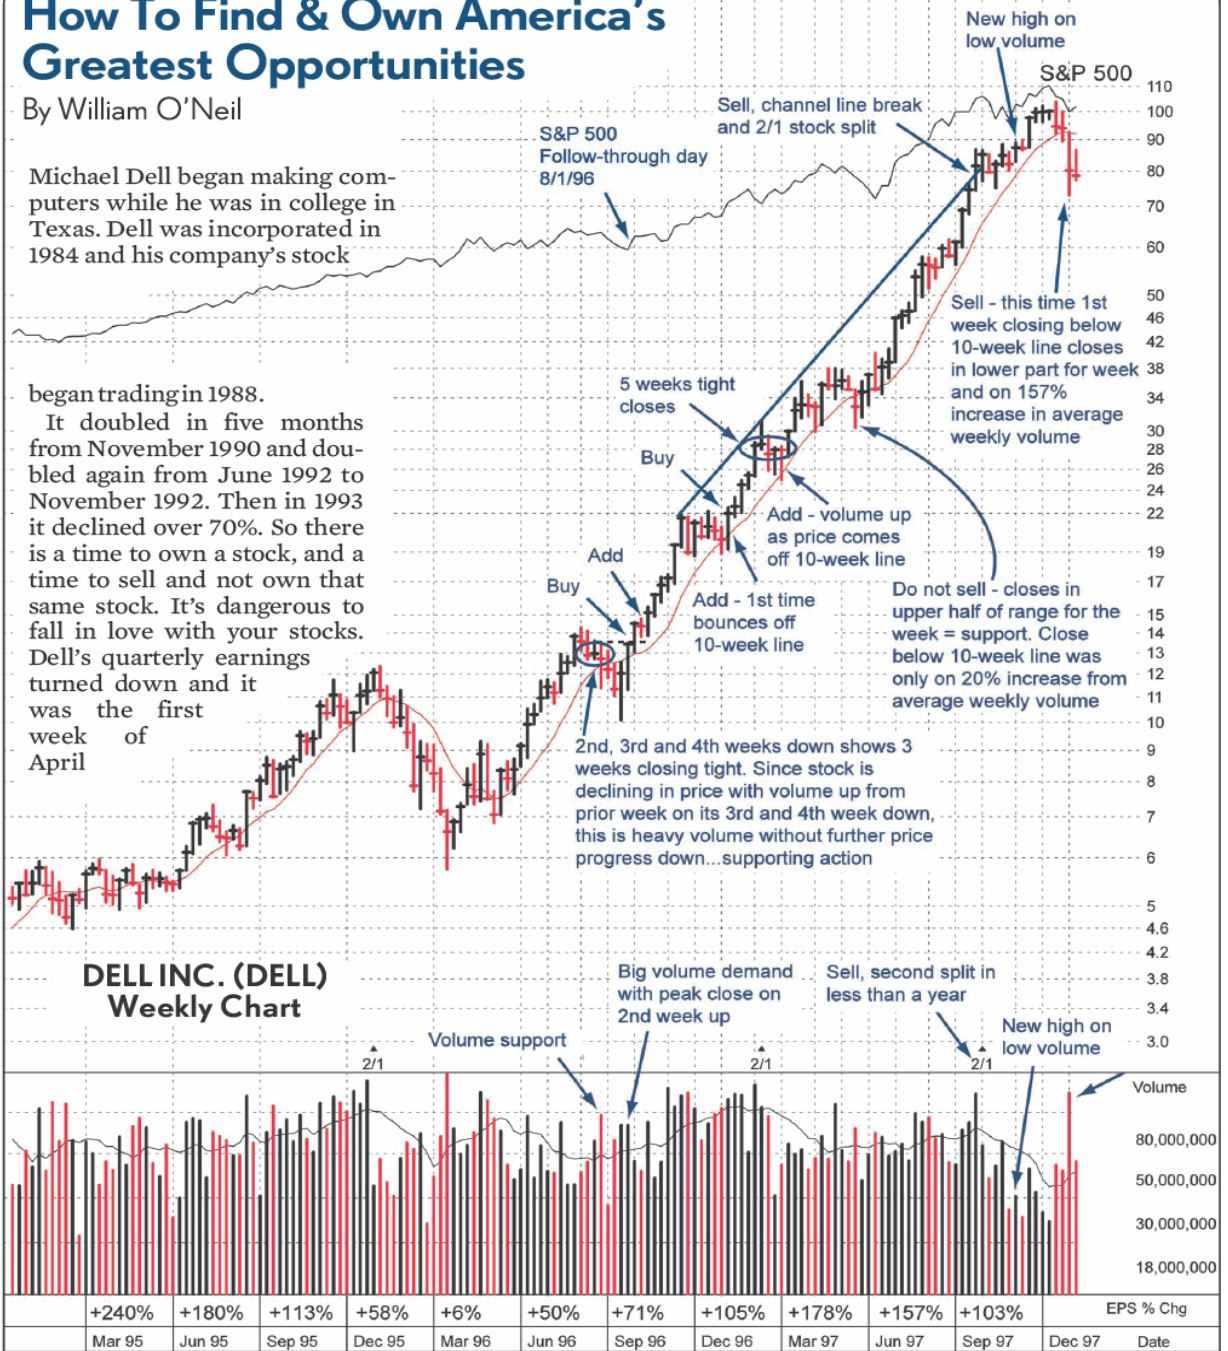 How To Find & Own America's
Greatest Opportunities
By William O'Neil
Michael Dell began making com-
puters while he was in college in
Texas. Dell was incorporated in
1984 and his company's stock
began trading in 1988.
It doubled in five months
from November 1990 and dou-
bled again from June 1992 to
November 1992. Then in 1993
it declined over 70%. So there
is a time to own a stock, and a
time to sell and not own that
same stock. It's dangerous to
fall in love with your stocks.
Dell's quarterly earnings
turned down and it
was the first
week of
April
New high on
low volume
S&P 500
Sell, channel line break
and 2/1 stock split
S&P 500
Follow-through day
8/1/96
Sell - this time 1st
week closing below
10-week line closes
in lower part for week
and on 157%
increase in average
weekly volume
5 weeks tight
closes
Buy
Add - volume up
as price comes
off 10-week line
Add
Buy
Add - 1st time
bounces off
10-week line
Do not sell - closes in
upper half of range for the
week = support. Close
below 10-week line was
only on 20% increase from
average weekly volume
2nd, 3rd and 4th weeks down shows 3
weeks closing tight. Since stock is
declining in price with volume up from
prior week on its 3rd and 4th week down,
this is heavy volume without further price
progress down...supporting action
110
100
90
80
70
60
50
46
42
38
34
30
28
26
24
22
19
17
15
14
13
12
11
10
9
8
7
6
5
4.6
4.2
3.8
3.4
3.0
DELL INC. (DELL)
Weekly Chart
Big volume demand
with peak close on
2nd week up
Sell, second split in
less than a year
Volume support
New high on
low volume
2/1
2/1
2/1
Volume
80,000,000
50,000,000
30,000,000
18,000,000
+240% +180% +113% +58% +6% +50% +71% +105% +178% +157% +103% EPS % Chg
Mar 95 Jun 95 Sep 95 Dec 95 Mar 96 Jun 96 Sep 96 Dec 96 Mar 97 Jun 97 Sep 97 Dec 97 Date